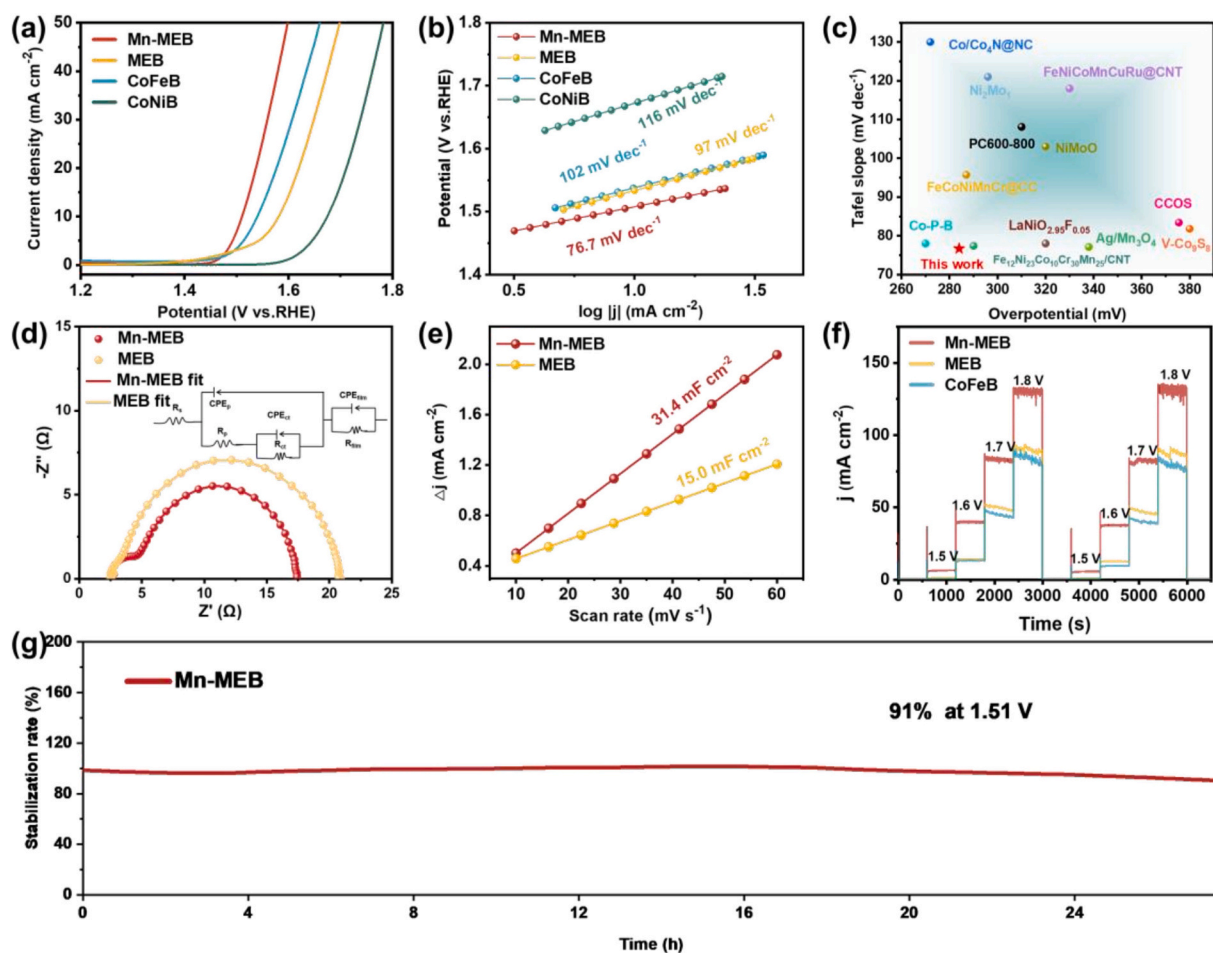 (a)
50
40
30
20
10
0
1.2
1.4
1.6
1.8
Current density (mA cm⁻²)
Potential (V vs.RHE)
Mn-MEB
MEB
CoFeB
CoNiB
(b)
1.8
1.7
1.6
1.5
1.4
0.5
1.0
1.5
Potential (V vs.RHE)
log |j| (mA cm⁻²)
Mn-MEB
MEB
CoFeB
CoNiB
116 mV dec⁻¹
102 mV dec⁻¹
97 mV dec⁻¹
76.7 mV dec⁻¹
(c)
130
120
110
100
90
80
70
260
280
300
320
340
360
380
Tafel slope (mV dec⁻¹)
Overpotential (mV)
Co/Co₄N@NC
FeNiCoMnCuRu@CNT
Ni₂Mo₁
PC600-800
NiMoO
FeCoNiMnCr@CC
CCOS
Co-P-B
LaNiO₂.₉₅F₀.₀₅
Ag/Mn₃O₄
V-Co₉S₈
This work
Fe₁₂Ni₂₃Co₁₀Cr₃₀Mn₂₅/CNT
(d)
15
10
5
0
0
5
10
15
20
25
-Z'' (Ω)
Z' (Ω)
Mn-MEB
MEB
Mn-MEB fit
MEB fit
Rₛ
CPEₚ
CPE_ct
CPE_film
Rₚ
R_ct
R_film
(e)
2.0
1.6
1.2
0.8
0.4
10
20
30
40
50
60
△j (mA cm⁻²)
Scan rate (mV s⁻¹)
Mn-MEB
MEB
31.4 mF cm⁻²
15.0 mF cm⁻²
(f)
150
100
50
0
0
1000
2000
3000
4000
5000
6000
j (mA cm⁻²)
Time (s)
Mn-MEB
MEB
CoFeB
1.5 V
1.6 V
1.7 V
1.8 V
1.5 V
1.6 V
1.7 V
1.8 V
(g)
200
160
120
80
40
0
0
4
8
12
16
20
24
Stabilization rate (%)
Time (h)
Mn-MEB
91% at 1.51 V